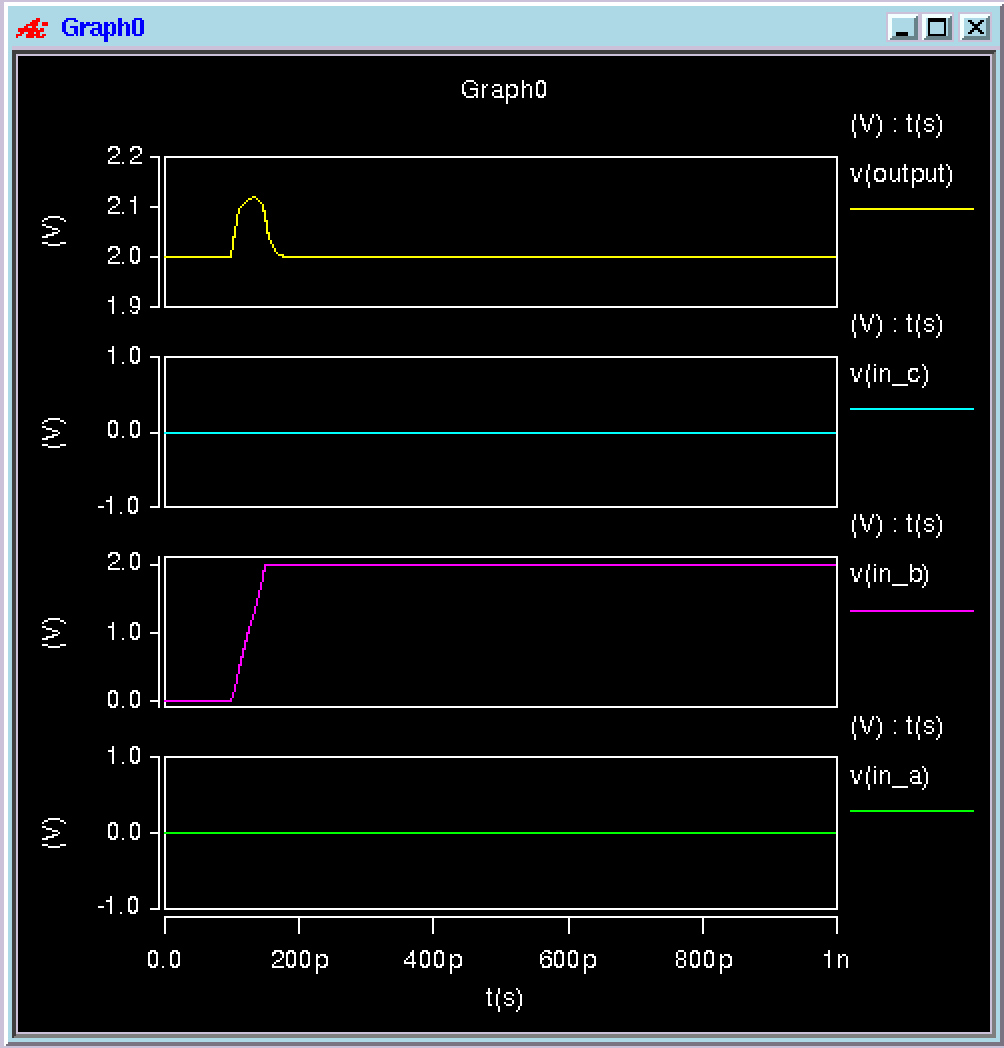 Graph0
Graph0
(V) : t(s)
v(output)
2.2
2.1
2.0
1.9
(V)
(V) : t(s)
v(in_c)
1.0
0.0
-1.0
(V)
(V) : t(s)
v(in_b)
2.0
1.0
0.0
(V)
(V) : t(s)
v(in_a)
1.0
0.0
-1.0
(V)
0.0 200p 400p 600p 800p 1n
t(s)